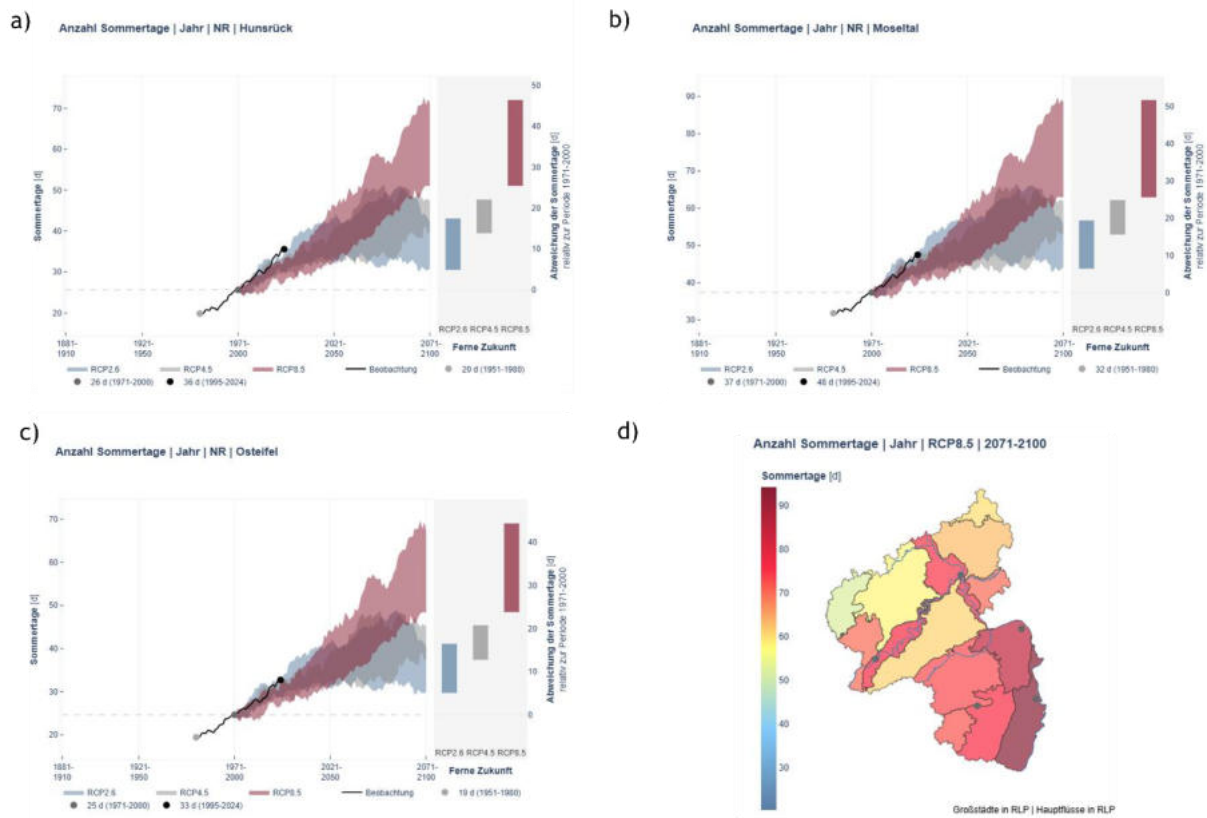 a)
Anzahl Sommertage | Jahr | NR | Hunsrück
Sommertage [d]
70
60
50
40
30
20
50
40
30
20
10
0
Abweichung der Sommertage [d]
relativ zur Periode 1971-2000
RCP2.6 RCP4.5 RCP8.5
1881-
1910
1921-
1950
1971-
2000
2021-
2050
2071-
2100
Ferne Zukunft
RCP2.6 RCP4.5 RCP8.5 Beobachtung 20 d (1951-1980)
26 d (1971-2000) 36 d (1995-2024)
b)
Anzahl Sommertage | Jahr | NR | Moseltal
Sommertage [d]
90
80
70
60
50
40
30
50
40
30
20
10
0
Abweichung der Sommertage [d]
relativ zur Periode 1971-2000
RCP2.6 RCP4.5 RCP8.5
1881-
1910
1921-
1950
1971-
2000
2021-
2050
2071-
2100
Ferne Zukunft
RCP2.6 RCP4.5 RCP8.5 Beobachtung 32 d (1951-1980)
37 d (1971-2000) 48 d (1995-2024)
c)
Anzahl Sommertage | Jahr | NR | Osteifel
Sommertage [d]
70
60
50
40
30
20
40
30
20
10
0
Abweichung der Sommertage [d]
relativ zur Periode 1971-2000
RCP2.6 RCP4.5 RCP8.5
1881-
1910
1921-
1950
1971-
2000
2021-
2050
2071-
2100
Ferne Zukunft
RCP2.6 RCP4.5 RCP8.5 Beobachtung 19 d (1951-1980)
25 d (1971-2000) 33 d (1995-2024)
d)
Anzahl Sommertage | Jahr | RCP8.5 | 2071-2100
Sommertage [d]
90
80
70
60
50
40
30
Großstädte in RLP | Hauptflüsse in RLP